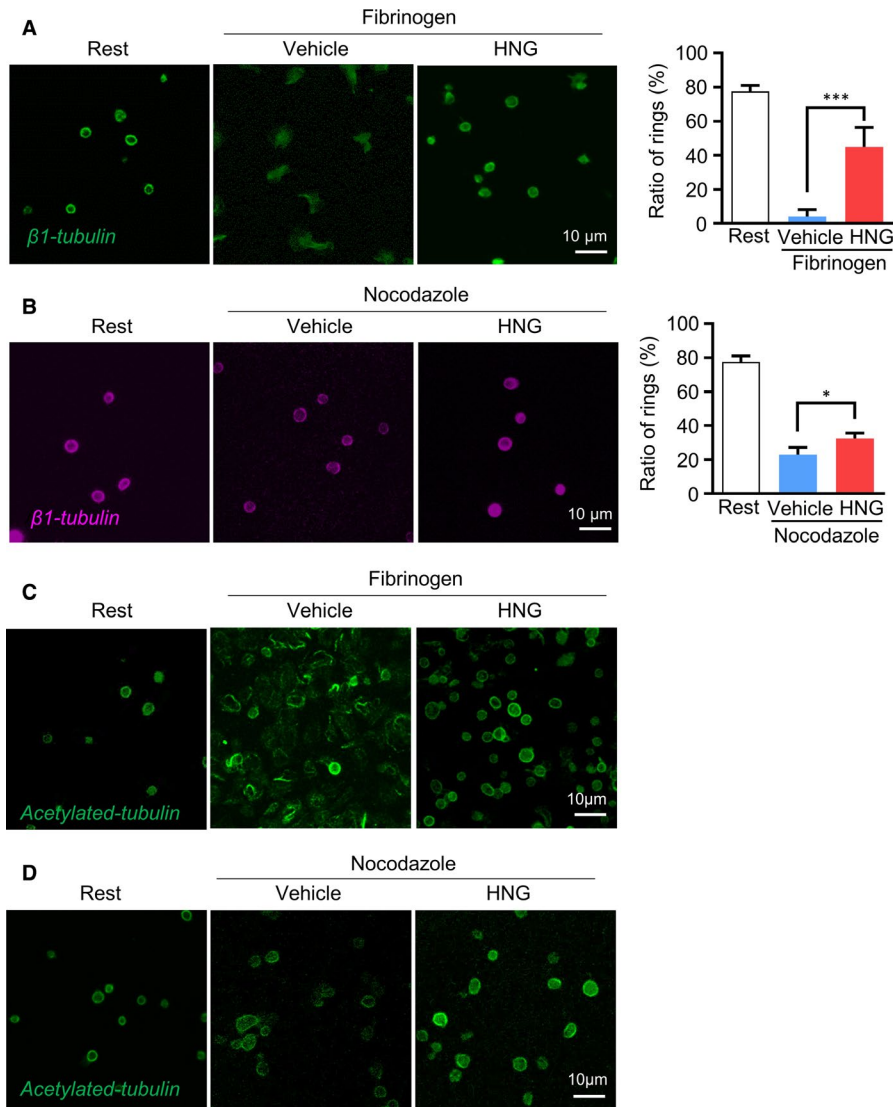 A
Fibrinogen
Rest
Vehicle
HNG
β1-tubulin
10 µm
Ratio of rings (%)
100
80
60
40
20
0
***
Rest
Vehicle HNG
Fibrinogen
B
Nocodazole
Rest
Vehicle
HNG
β1-tubulin
10 µm
Ratio of rings (%)
100
80
60
40
20
0
*
Rest
Vehicle HNG
Nocodazole
C
Fibrinogen
Rest
Vehicle
HNG
Acetylated-tubulin
10µm
D
Nocodazole
Rest
Vehicle
HNG
Acetylated-tubulin
10µm